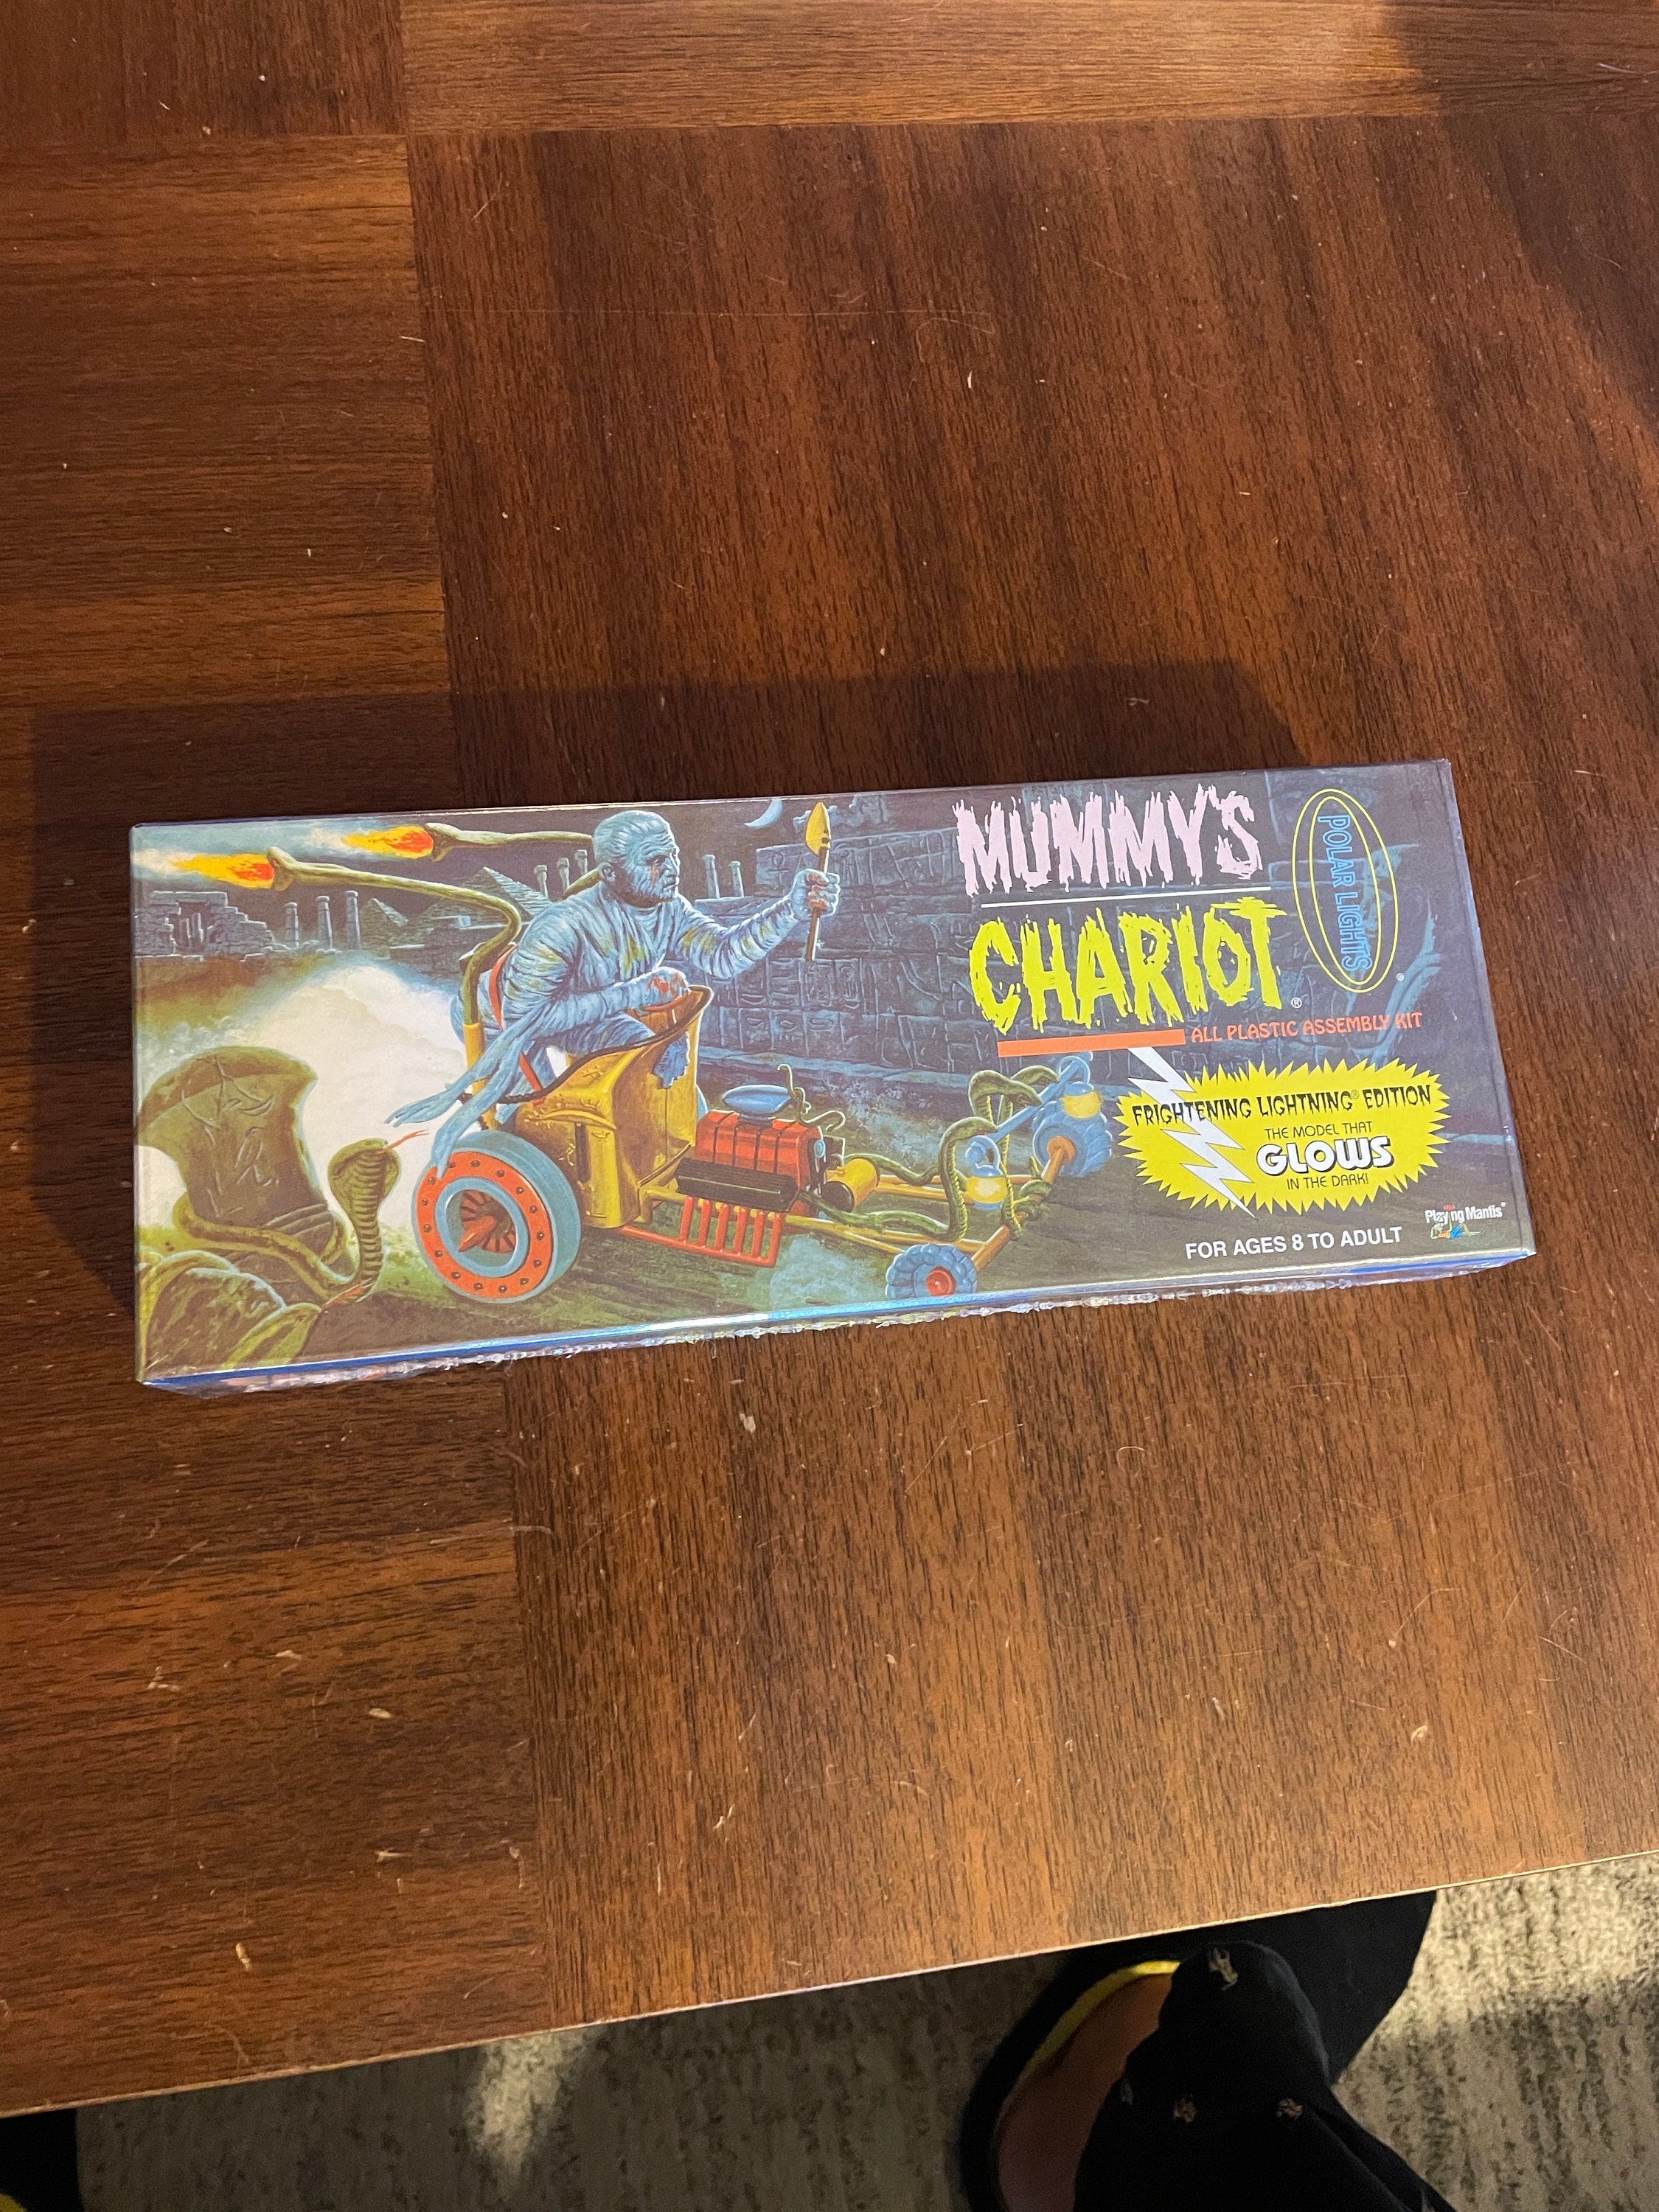 MUMMY'S
CHARIOT®
POLAR LIGHTS®
ALL PLASTIC ASSEMBLY KIT
FRIGHTENING LIGHTNING® EDITION
THE MODEL THAT
GLOWS
IN THE DARK!
Playing Mantis®
FOR AGES 8 TO ADULT